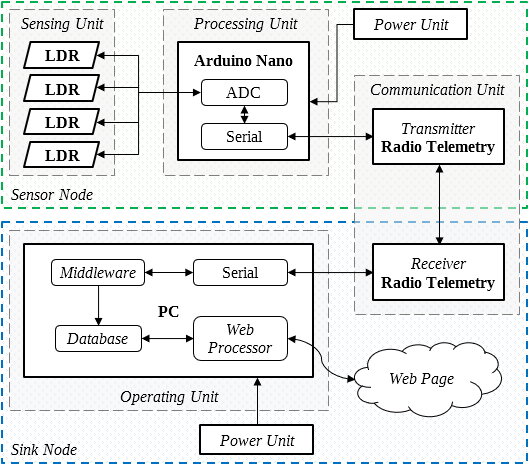 Sensing Unit
LDR
LDR
LDR
LDR
Processing Unit
Arduino Nano
ADC
Serial
Power Unit
Communication Unit
Transmitter
Radio Telemetry
Sensor Node
Receiver
Radio Telemetry
Middleware
Serial
PC
Database
Web
Processor
Operating Unit
Web Page
Power Unit
Sink Node